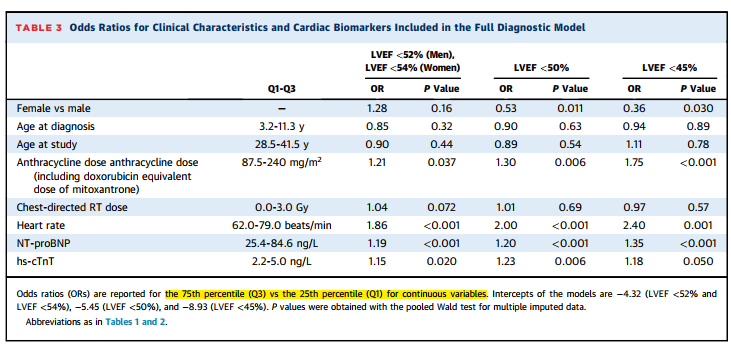 TABLE 3 Odds Ratios for Clinical Characteristics and Cardiac Biomarkers Included in the Full Diagnostic Model
LVEF <52% (Men),
LVEF <54% (Women) LVEF <50% LVEF <45%
Q1-Q3 OR P Value OR P Value OR P Value
Female vs male – 1.28 0.16 0.53 0.011 0.36 0.030
Age at diagnosis 3.2-11.3 y 0.85 0.32 0.90 0.63 0.94 0.89
Age at study 28.5-41.5 y 0.90 0.44 0.89 0.54 1.11 0.78
Anthracycline dose anthracycline dose 87.5-240 mg/m² 1.21 0.037 1.30 0.006 1.75 <0.001
(including doxorubicin equivalent
dose of mitoxantrone)
Chest-directed RT dose 0.0-3.0 Gy 1.04 0.072 1.01 0.69 0.97 0.57
Heart rate 62.0-79.0 beats/min 1.86 <0.001 2.00 <0.001 2.40 0.001
NT-proBNP 25.4-84.6 ng/L 1.19 <0.001 1.20 <0.001 1.35 <0.001
hs-cTnT 2.2-5.0 ng/L 1.15 0.020 1.23 0.006 1.18 0.050
Odds ratios (ORs) are reported for the 75th percentile (Q3) vs the 25th percentile (Q1) for continuous variables. Intercepts of the models are −4.32 (LVEF <52% and
LVEF <54%), −5.45 (LVEF <50%), and −8.93 (LVEF <45%). P values were obtained with the pooled Wald test for multiple imputed data.
Abbreviations as in Tables 1 and 2.